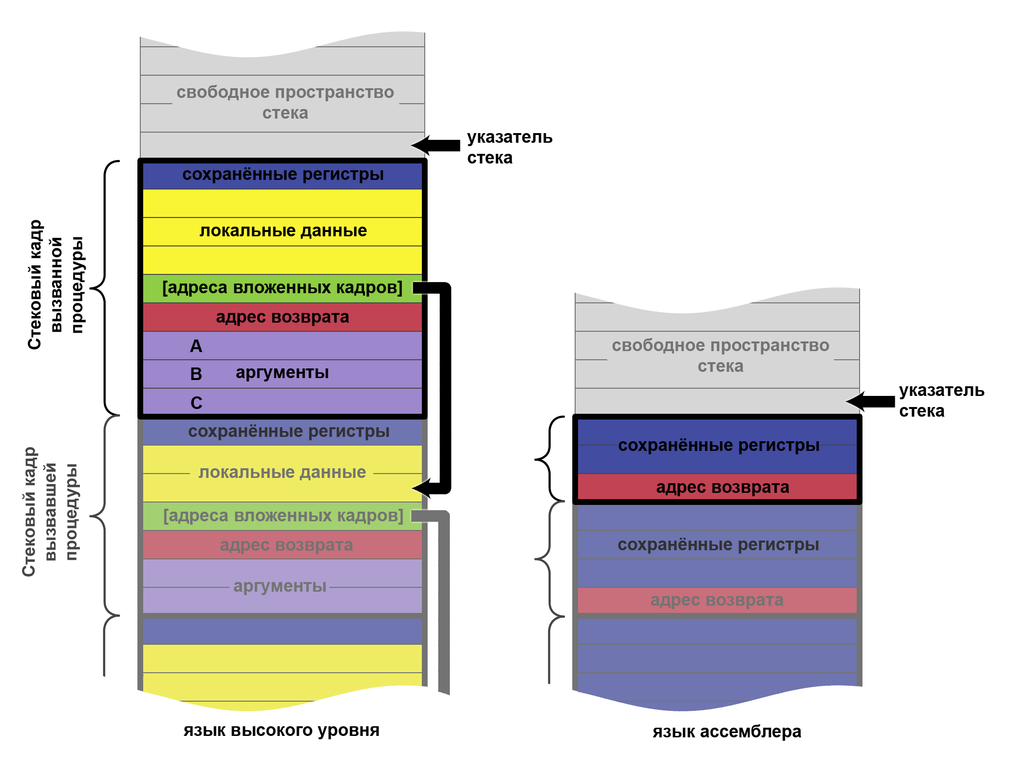 свободное пространство
стека
указатель
стека
Стековый кадр
вызванной
процедуры
сохранённые регистры
локальные данные
[адреса вложенных кадров]
адрес возврата
A
B
аргументы
C
Стековый кадр
вызвавшей
процедуры
сохранённые регистры
локальные данные
[адреса вложенных кадров]
адрес возврата
аргументы
язык высокого уровня
свободное пространство
стека
указатель
стека
сохранённые регистры
адрес возврата
сохранённые регистры
адрес возврата
язык ассемблера